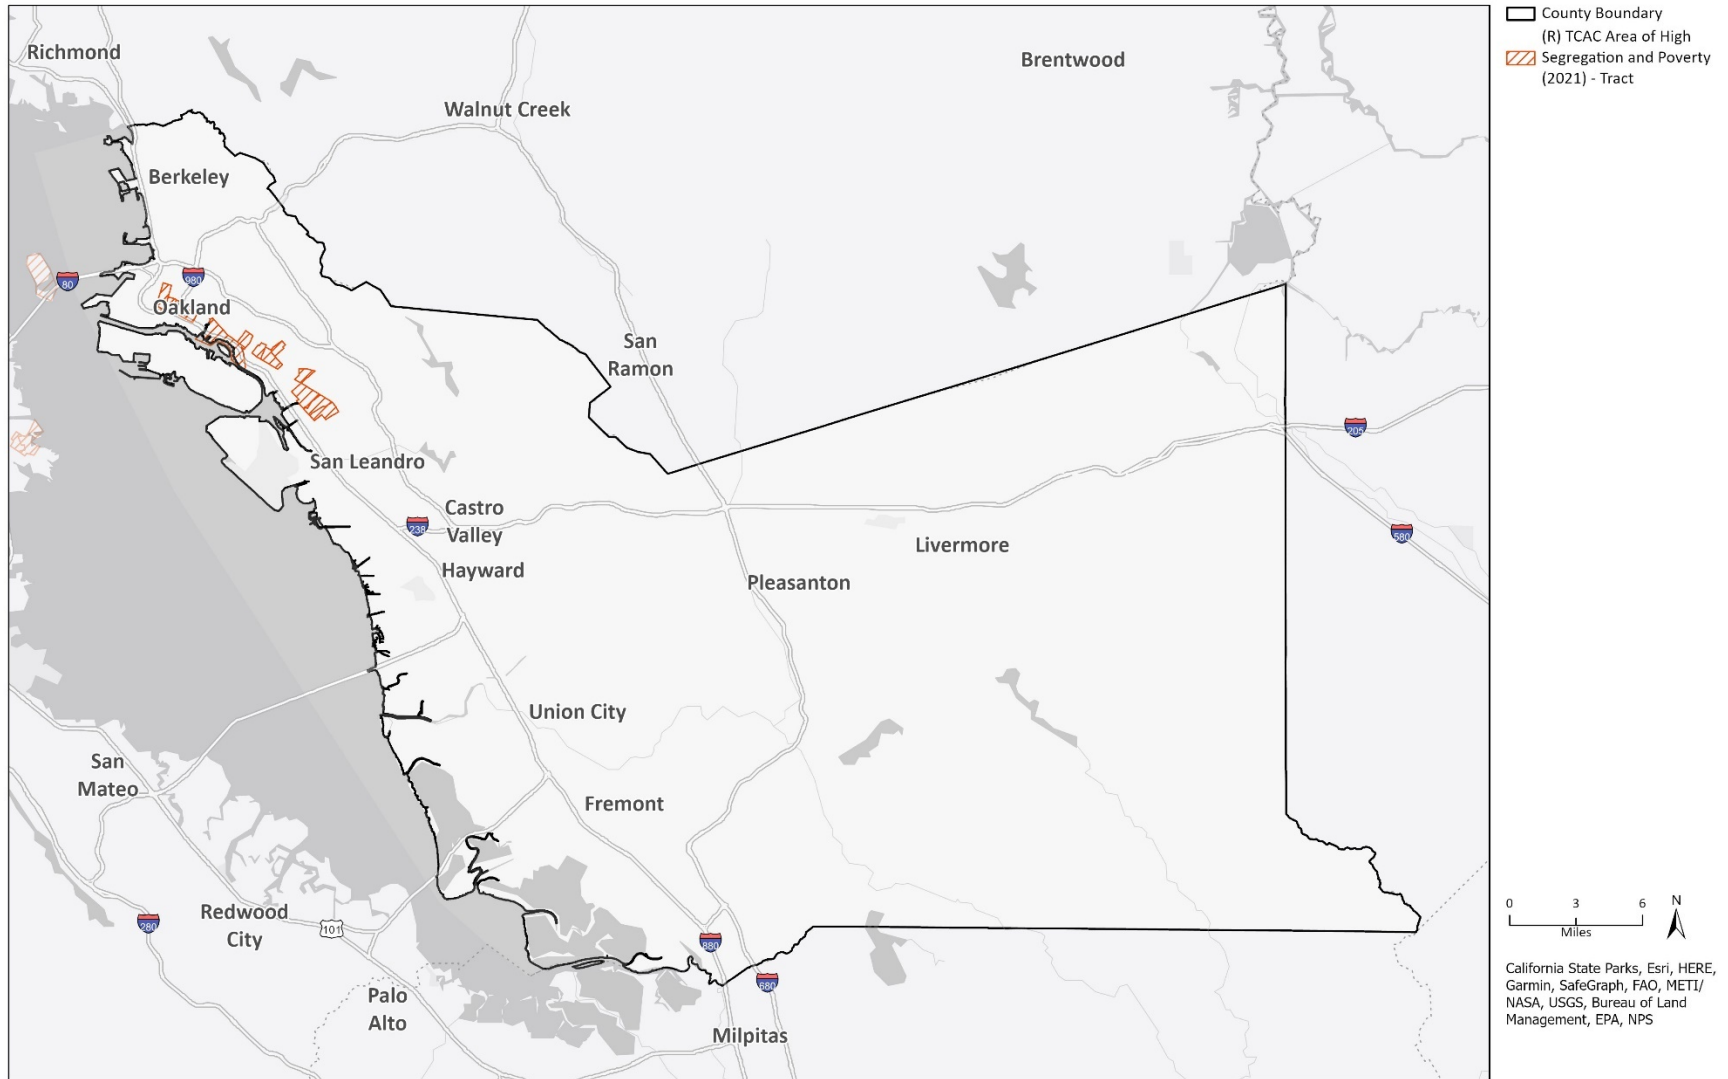 Richmond
Brentwood
Walnut Creek
Berkeley
80
980
Oakland
San
Ramon
205
San Leandro
Castro
Valley
238
580
Livermore
Hayward
Pleasanton
Union City
San
Mateo
Fremont
Redwood
City
280
101
880
680
Palo
Alto
Milpitas
County Boundary
(R) TCAC Area of High
Segregation and Poverty
(2021) - Tract
0 3 6
Miles
N
California State Parks, Esri, HERE,
Garmin, SafeGraph, FAO, METI/
NASA, USGS, Bureau of Land
Management, EPA, NPS